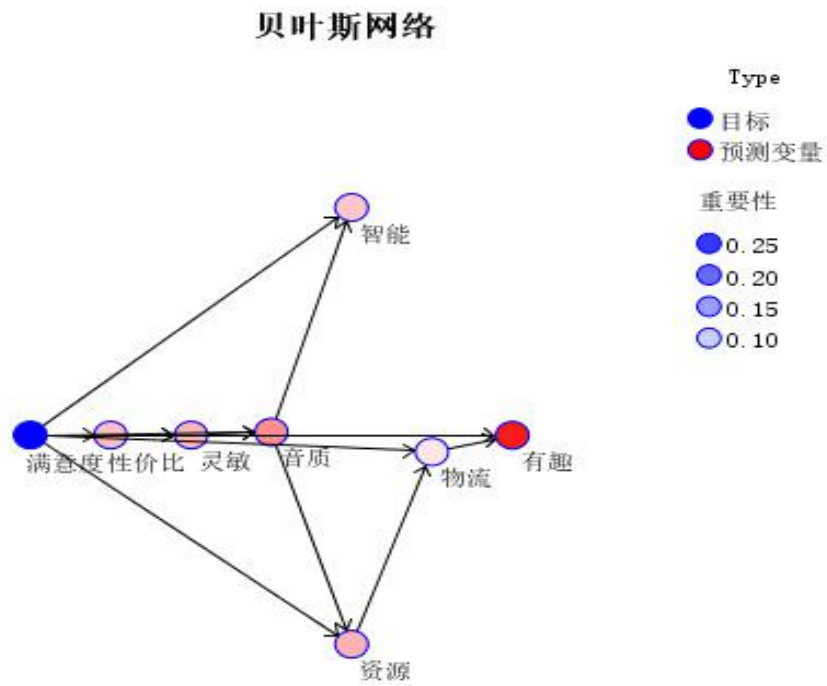 贝叶斯网络
Type
目标
预测变量
重要性
0.25
0.20
0.15
0.10
智能
满意度 性价比 灵敏 音质
物流
有趣
资源